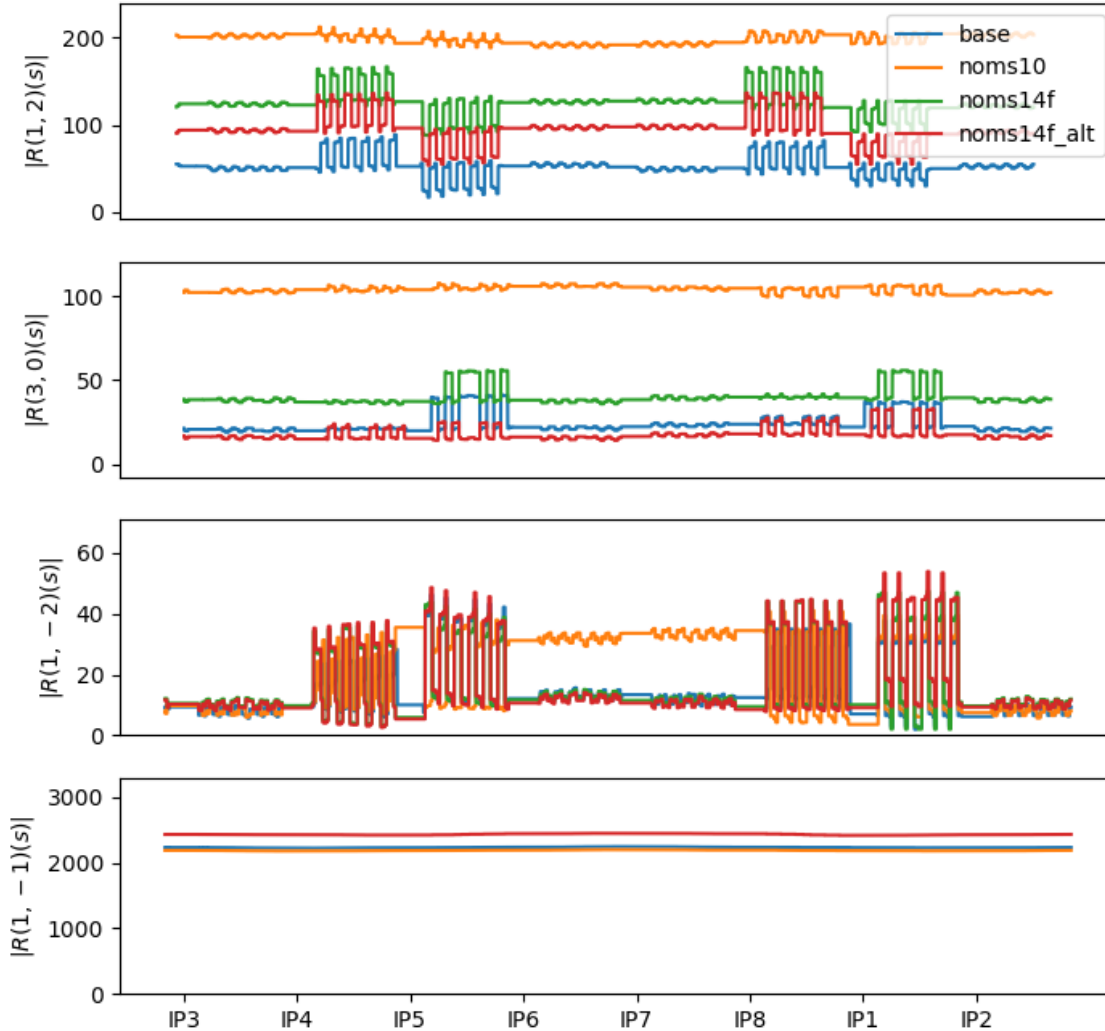 |R(1, 2)(s)|
200
100
0
base
noms10
noms14f
noms14f_alt
|R(3, 0)(s)|
100
50
0
|R(1, −2)(s)|
60
40
20
0
|R(1, −1)(s)|
3000
2000
1000
0
IP3 IP4 IP5 IP6 IP7 IP8 IP1 IP2